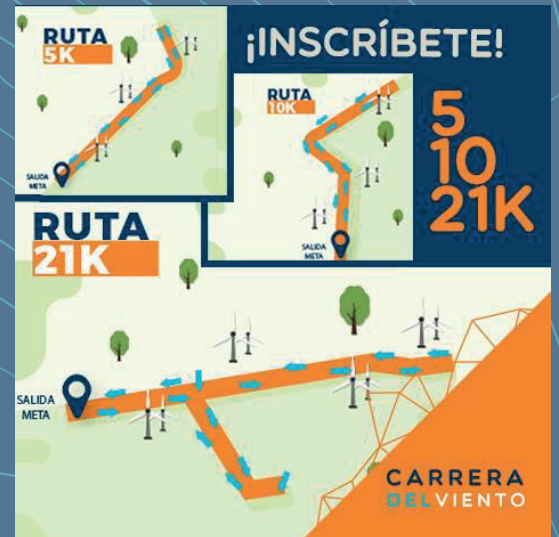 RUTA
5K
SALIDA
META
¡INSCRÍBETE!
RUTA
10K
SALIDA
META
5
10
21K
RUTA
21K
SALIDA
META
CARRERA
DELVIENTO